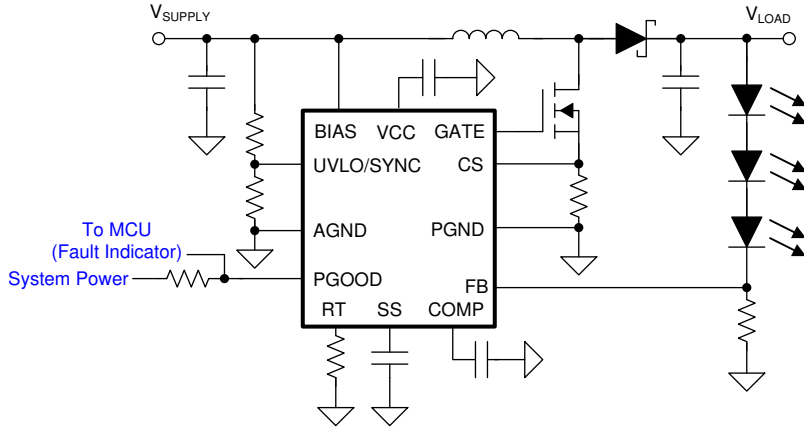 VSUPPLY
VLOAD
BIAS
VCC
GATE
UVLO/SYNC
CS
AGND
PGND
To MCU
(Fault Indicator)
System Power
PGOOD
FB
RT
SS
COMP